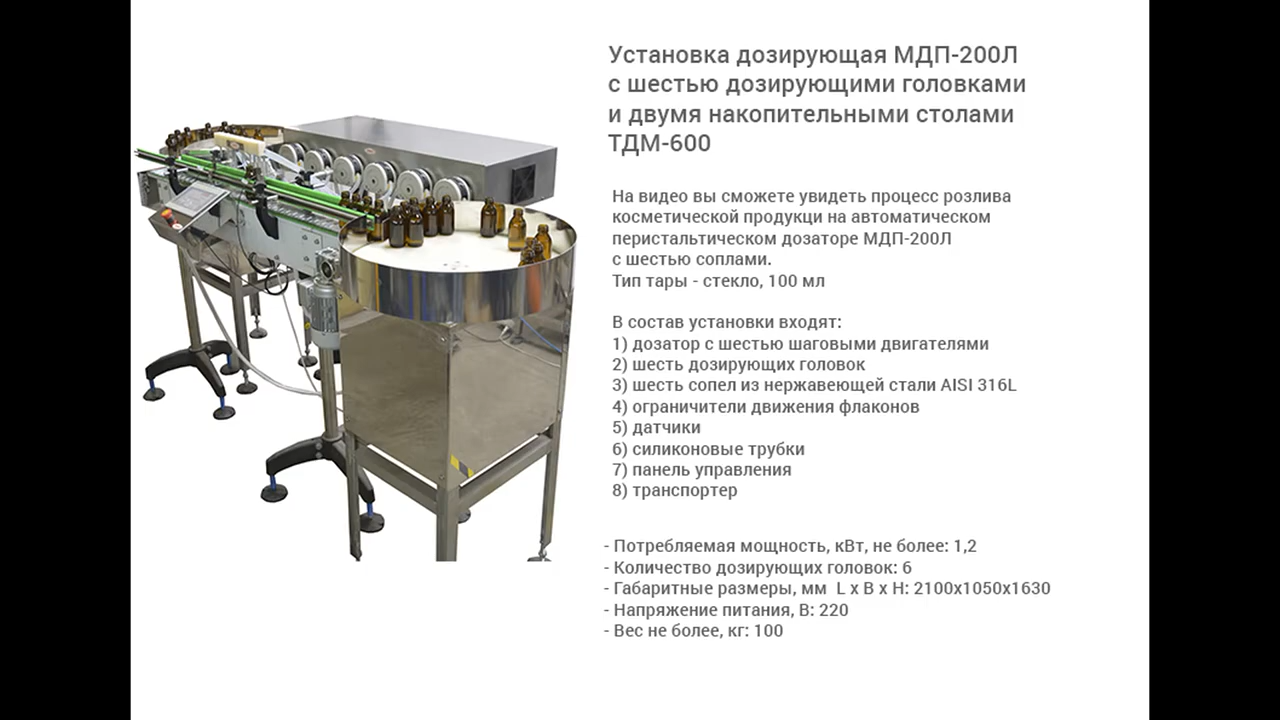 Установка дозирующая МДП-200Л
с шестью дозирующими головками
и двумя накопительными столами
ТДМ-600
На видео вы сможете увидеть процесс розлива
косметической продукци на автоматическом
перистальтическом дозаторе МДП-200Л
с шестью соплами.
Тип тары - стекло, 100 мл
В состав установки входят:
1) дозатор с шестью шаговыми двигателями
2) шесть дозирующих головок
3) шесть сопел из нержавеющей стали AISI 316L
4) ограничители движения флаконов
5) датчики
6) силиконовые трубки
7) панель управления
8) транспортер
- Потребляемая мощность, кВт, не более: 1,2
- Количество дозирующих головок: 6
- Габаритные размеры, мм L x B x H: 2100x1050x1630
- Напряжение питания, В: 220
- Вес не более, кг: 100